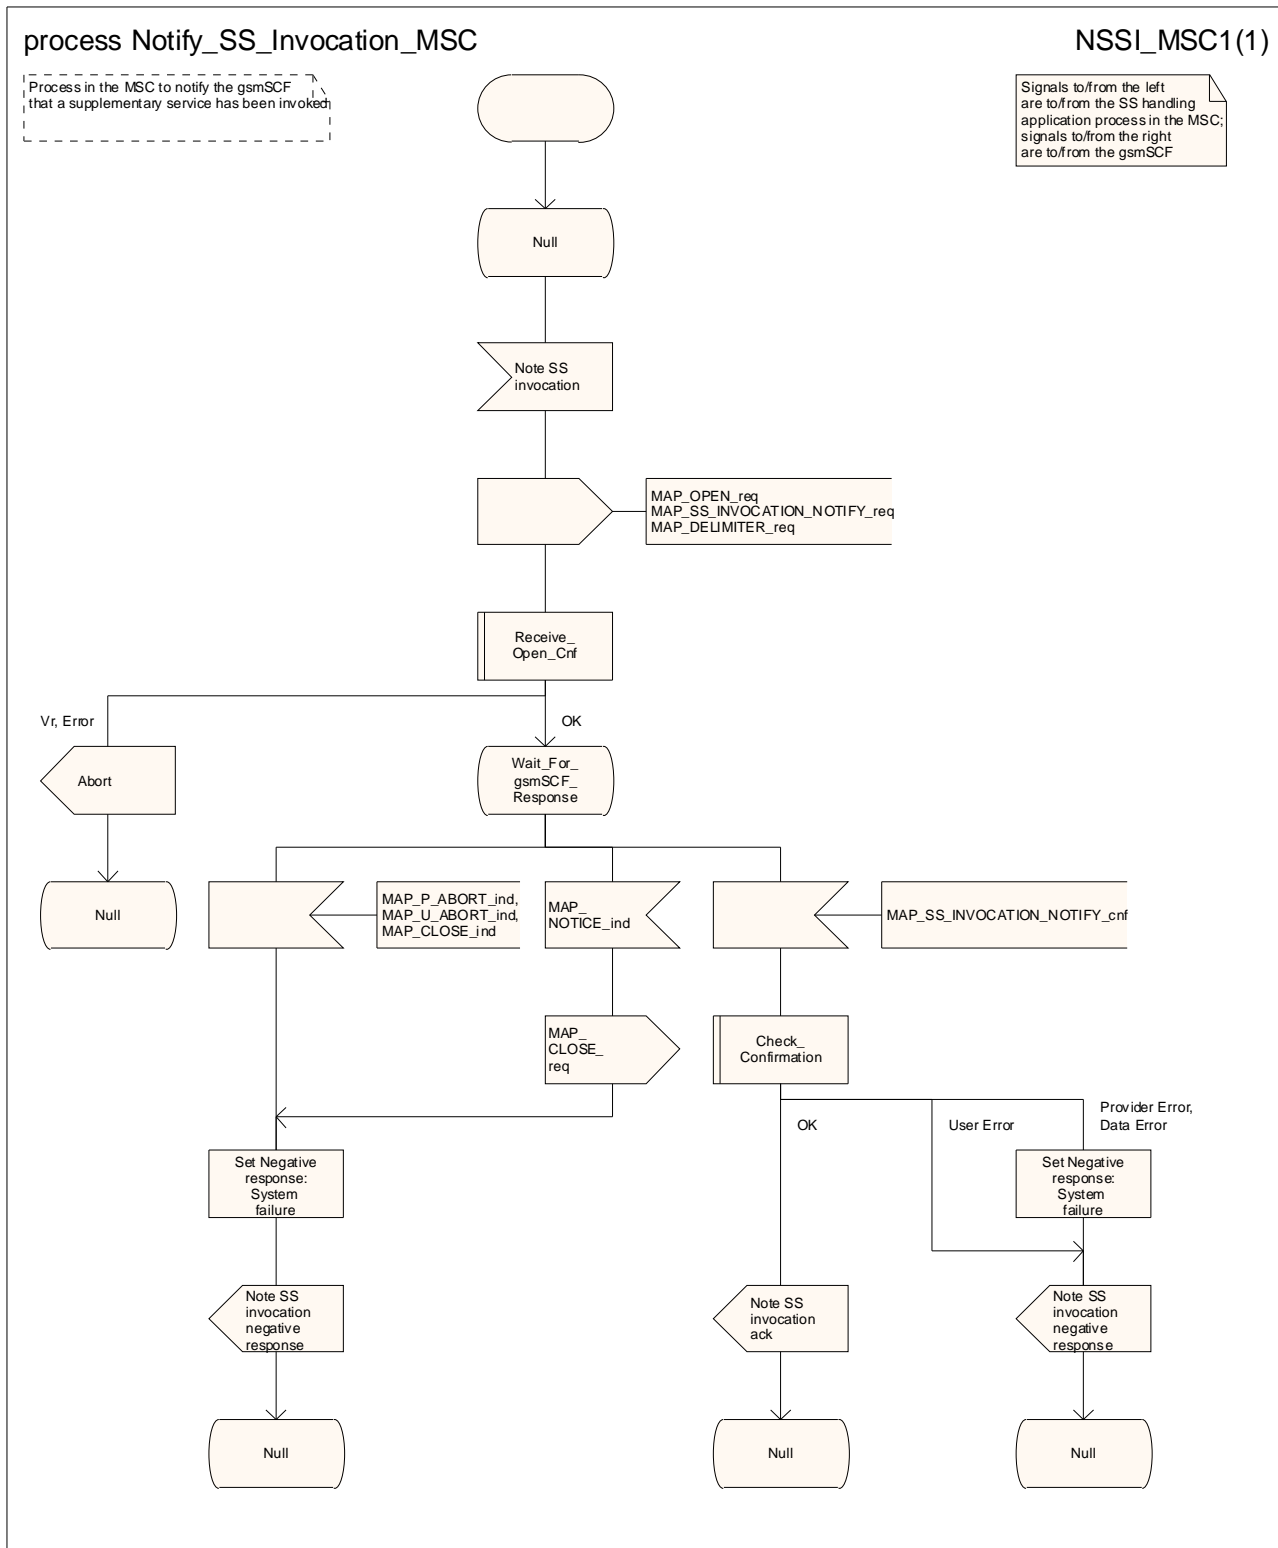 process Notify_SS_Invocation_MSC
NSSI_MSC1(1)
Process in the MSC to notify the gsmSCF
that a supplementary service has been invoked
Signals to/from the left
are to/from the SS handling
application process in the MSC;
signals to/from the right
are to/from the gsmSCF
Null
Note SS
invocation
MAP_OPEN_req
MAP_SS_INVOCATION_NOTIFY_req
MAP_DELIMITER_req
Receive_
Open_Cnf
Vr, Error
OK
Abort
Wait_For_
gsmSCF_
Response
Null
MAP_P_ABORT_ind,
MAP_U_ABORT_ind,
MAP_CLOSE_ind
MAP_
NOTICE_ind
MAP_SS_INVOCATION_NOTIFY_cnf
MAP_
CLOSE_
req
Check_
Confirmation
OK
User Error
Provider Error,
Data Error
Set Negative
response:
System
failure
Set Negative
response:
System
failure
Note SS
invocation
negative
response
Note SS
invocation
ack
Note SS
invocation
negative
response
Null
Null
Null